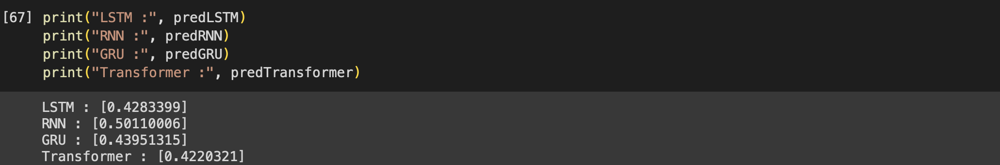 [67] print("LSTM :", predLSTM)
print("RNN :", predRNN)
print("GRU :", predGRU)
print("Transformer :", predTransformer)
LSTM : [0.4283399]
RNN : [0.50110006]
GRU : [0.43951315]
Transformer : [0.4220321]